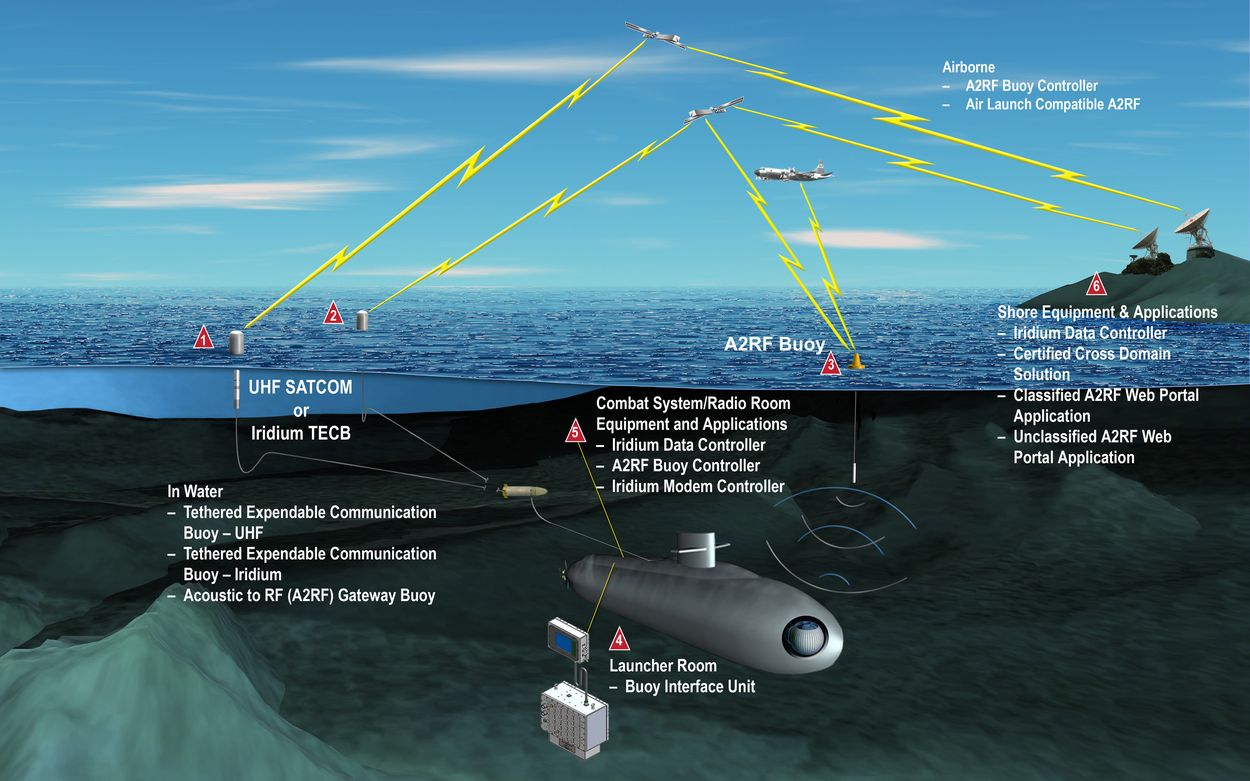 Airborne
– A2RF Buoy Controller
– Air Launch Compatible A2RF
1
2
6
Shore Equipment & Applications
– Iridium Data Controller
– Certified Cross Domain
Solution
– Classified A2RF Web Portal
Application
– Unclassified A2RF Web
Portal Application
A2RF Buoy
3
UHF SATCOM
or
Iridium TECB
5
Combat System/Radio Room
Equipment and Applications
– Iridium Data Controller
– A2RF Buoy Controller
– Iridium Modem Controller
In Water
– Tethered Expendable Communication
Buoy – UHF
– Tethered Expendable Communication
Buoy – Iridium
– Acoustic to RF (A2RF) Gateway Buoy
4
Launcher Room
– Buoy Interface Unit